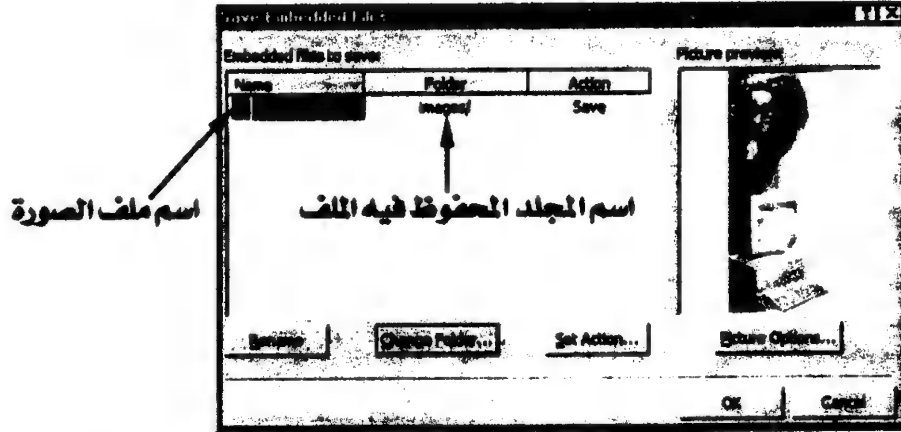 Save Embedded Files
Embedded files to save:
Picture preview:
Name Folder Action
images/ Save
اسم ملف الصورة
اسم المجلد المحفوظ فيه الملف
Rename Change Folder... Set Action... Picture Options...
OK Cancel